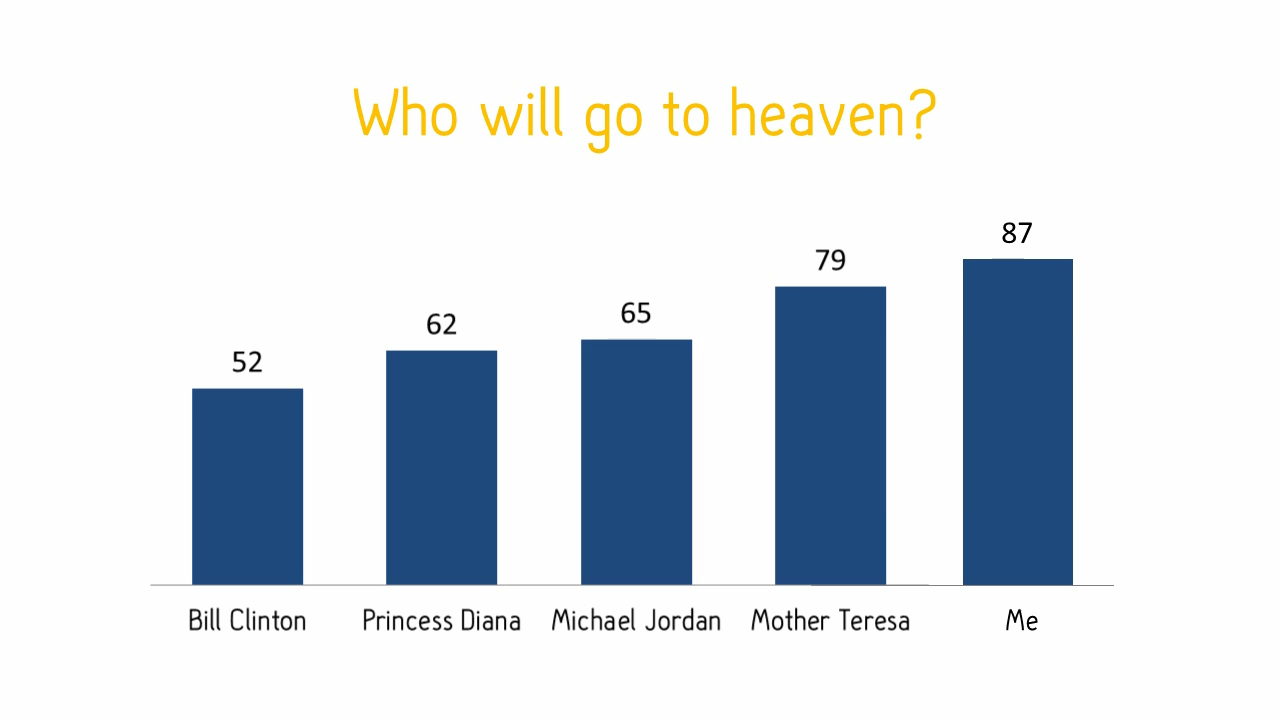 Who will go to heaven?
87
79
65
62
52
Bill Clinton Princess Diana Michael Jordan Mother Teresa Me